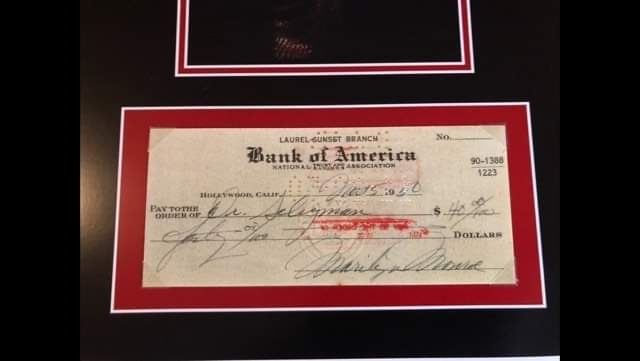 LAUREL-SUNSET BRANCH No.
Bank of America
NATIONAL TRUST AND SAVINGS ASSOCIATION
90-1388
1223
HOLLYWOOD, CALIF. 19
PAY TO THE
ORDER OF Dr. Seligman $ 40 00/100
Forty 00/100 DOLLARS
Marilyn Monroe